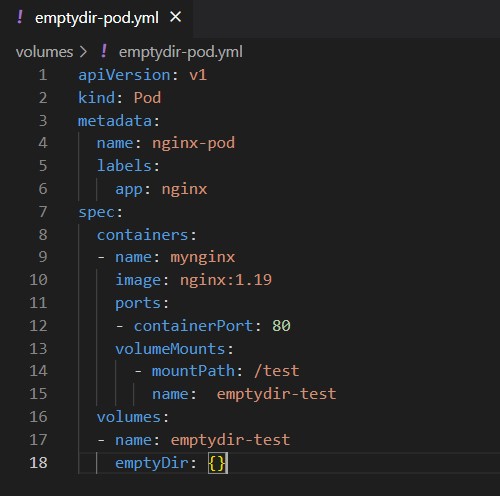 ! emptydir-pod.yml ×
volumes > ! emptydir-pod.yml
1 apiVersion: v1
2 kind: Pod
3 metadata:
4   name: nginx-pod
5   labels:
6     app: nginx
7 spec:
8   containers:
9   - name: mynginx
10     image: nginx:1.19
11     ports:
12     - containerPort: 80
13     volumeMounts:
14       - mountPath: /test
15         name:  emptydir-test
16   volumes:
17   - name: emptydir-test
18     emptyDir: {}